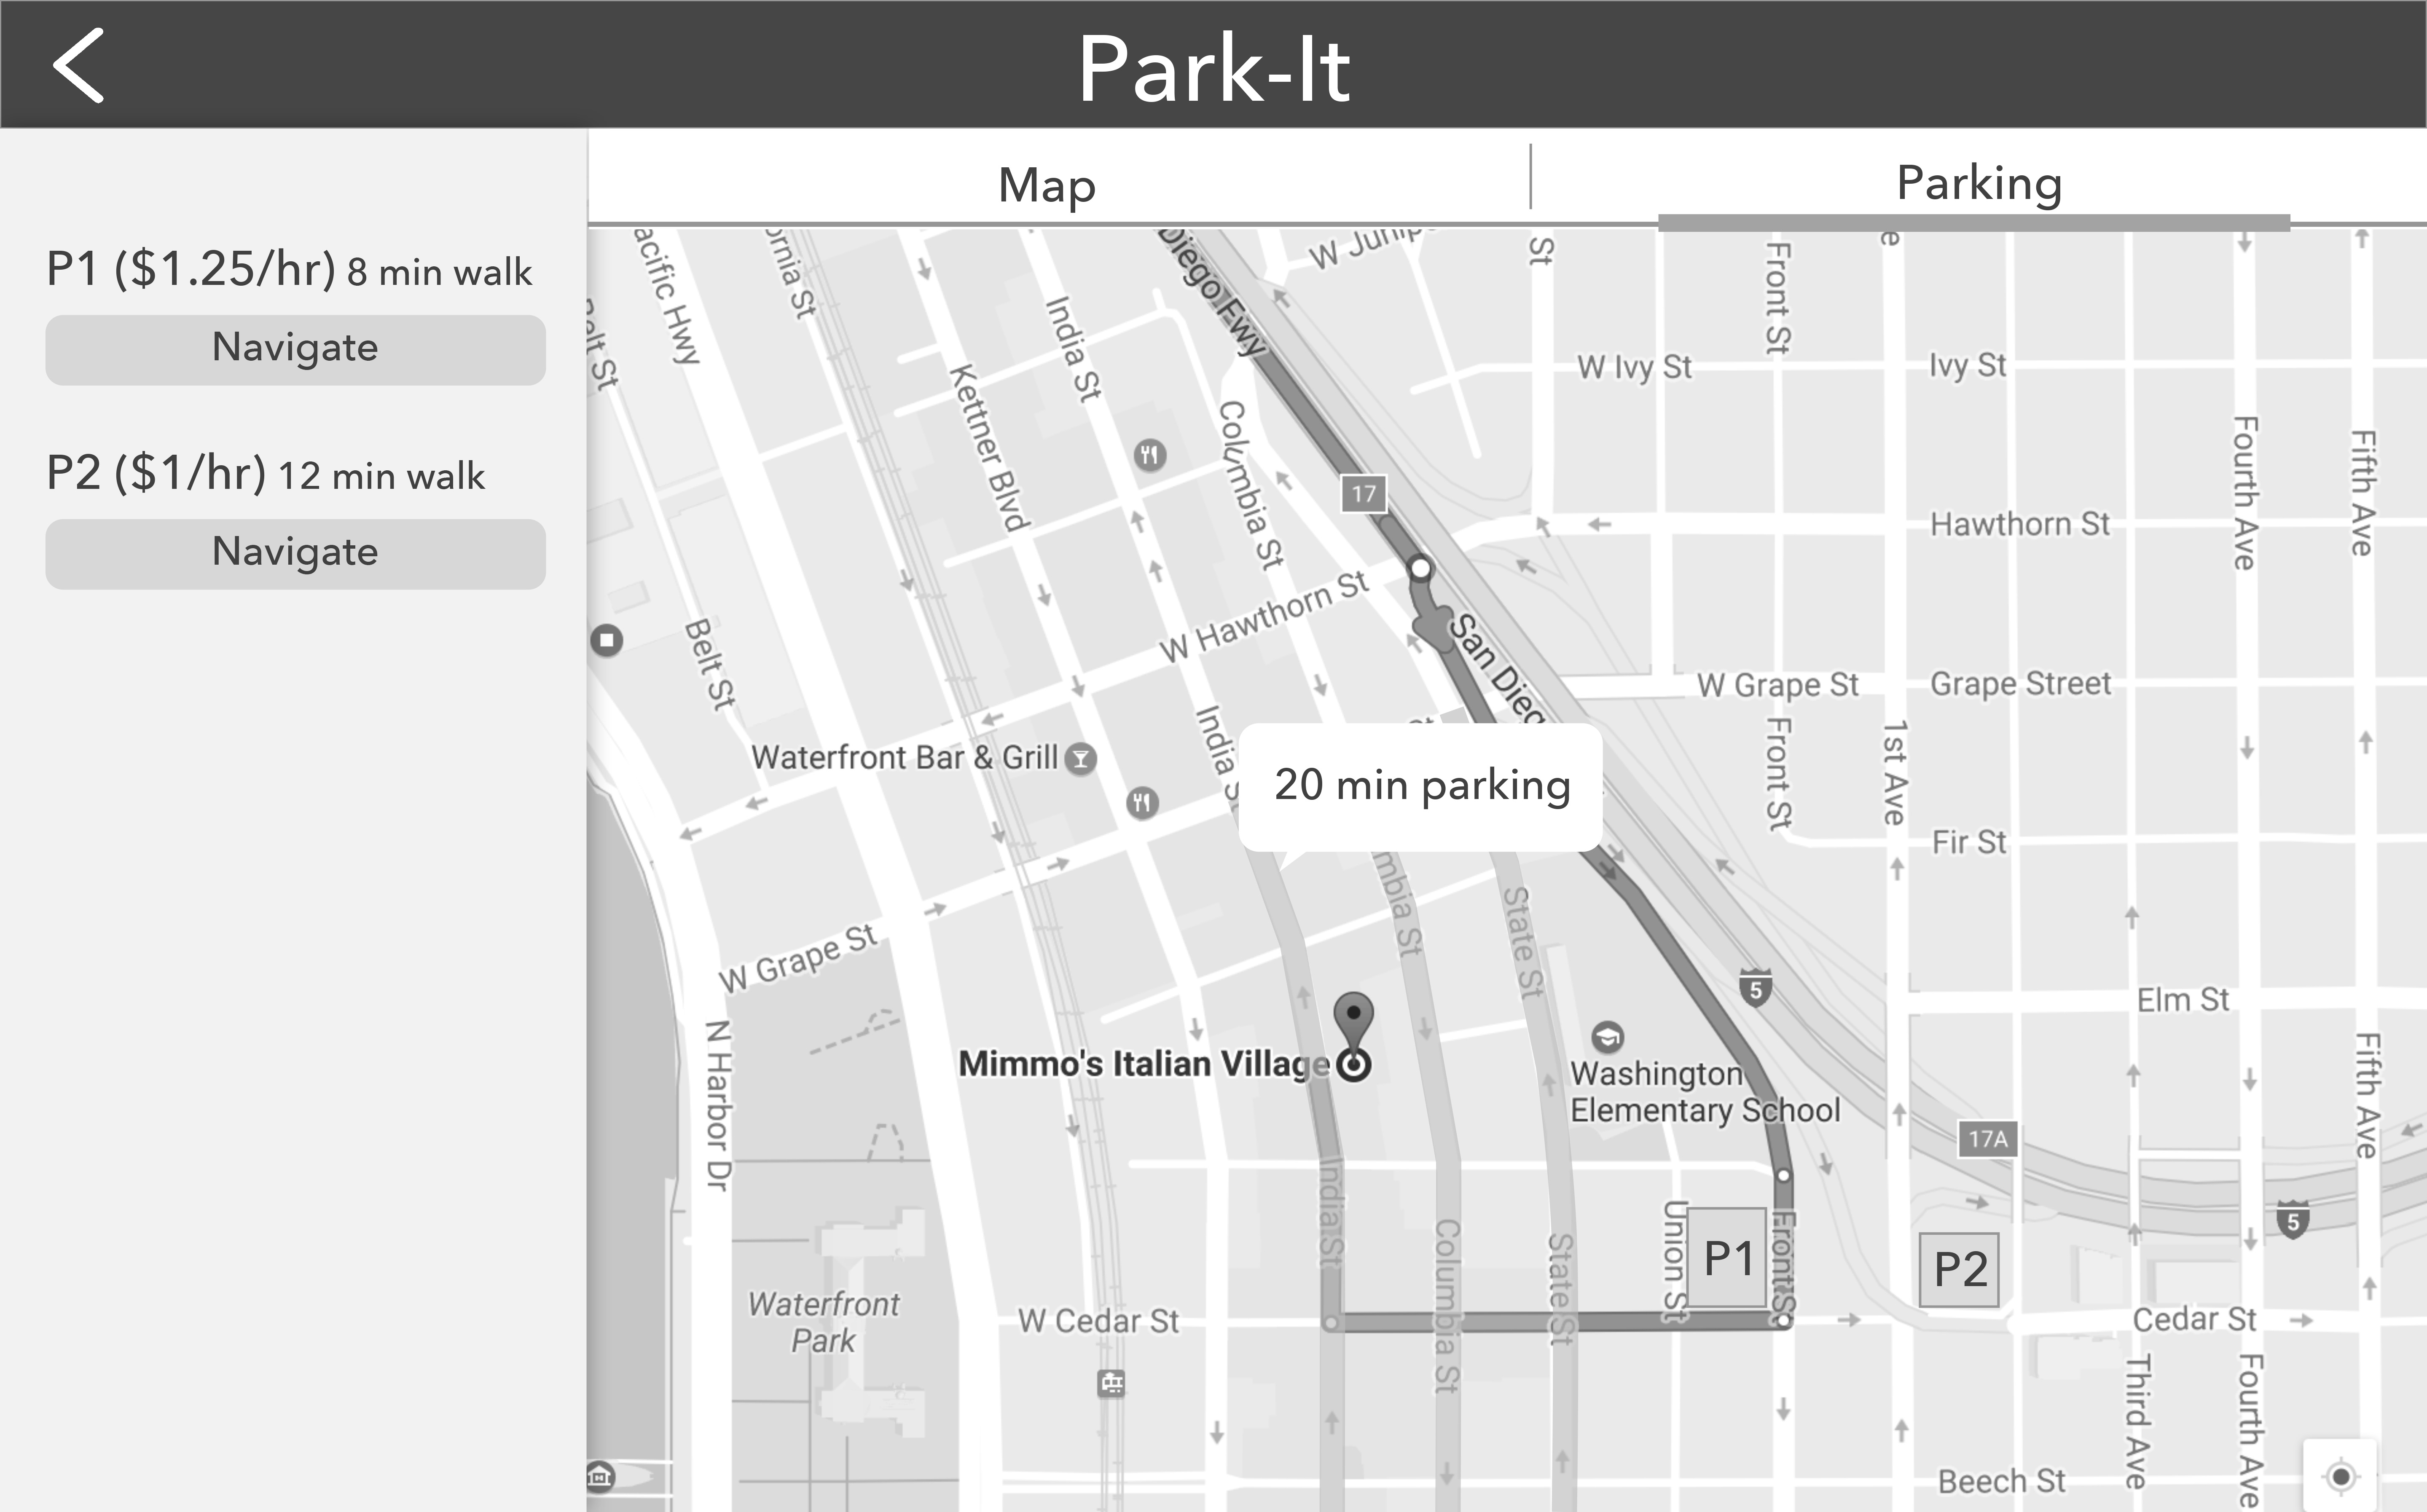 Park-It
Map
Parking
P1 ($1.25/hr) 8 min walk
Navigate
P2 ($1/hr) 12 min walk
Navigate
acific Hwy
ornia St
Diego Fwy
W Junip
St
Front St
e
Belt St
India St
Kettner Blvd
Columbia St
W Ivy St
Ivy St
Fourth Ave
Fifth Ave
17
Hawthorn St
W Hawthorn St
Belt St
San Dieg
W Grape St
Grape Street
India St
St
Front St
1st Ave
Waterfront Bar & Grill
20 min parking
Fir St
mbia St
State St
W Grape St
5
Elm St
N Harbor Dr
Mimmo's Italian Village
Washington
Elementary School
Fifth Ave
17A
India St
Columbia St
State St
Union St
P1
Front St
P2
5
Waterfront
Park
W Cedar St
Cedar St
Third Ave
Fourth Ave
Beech St